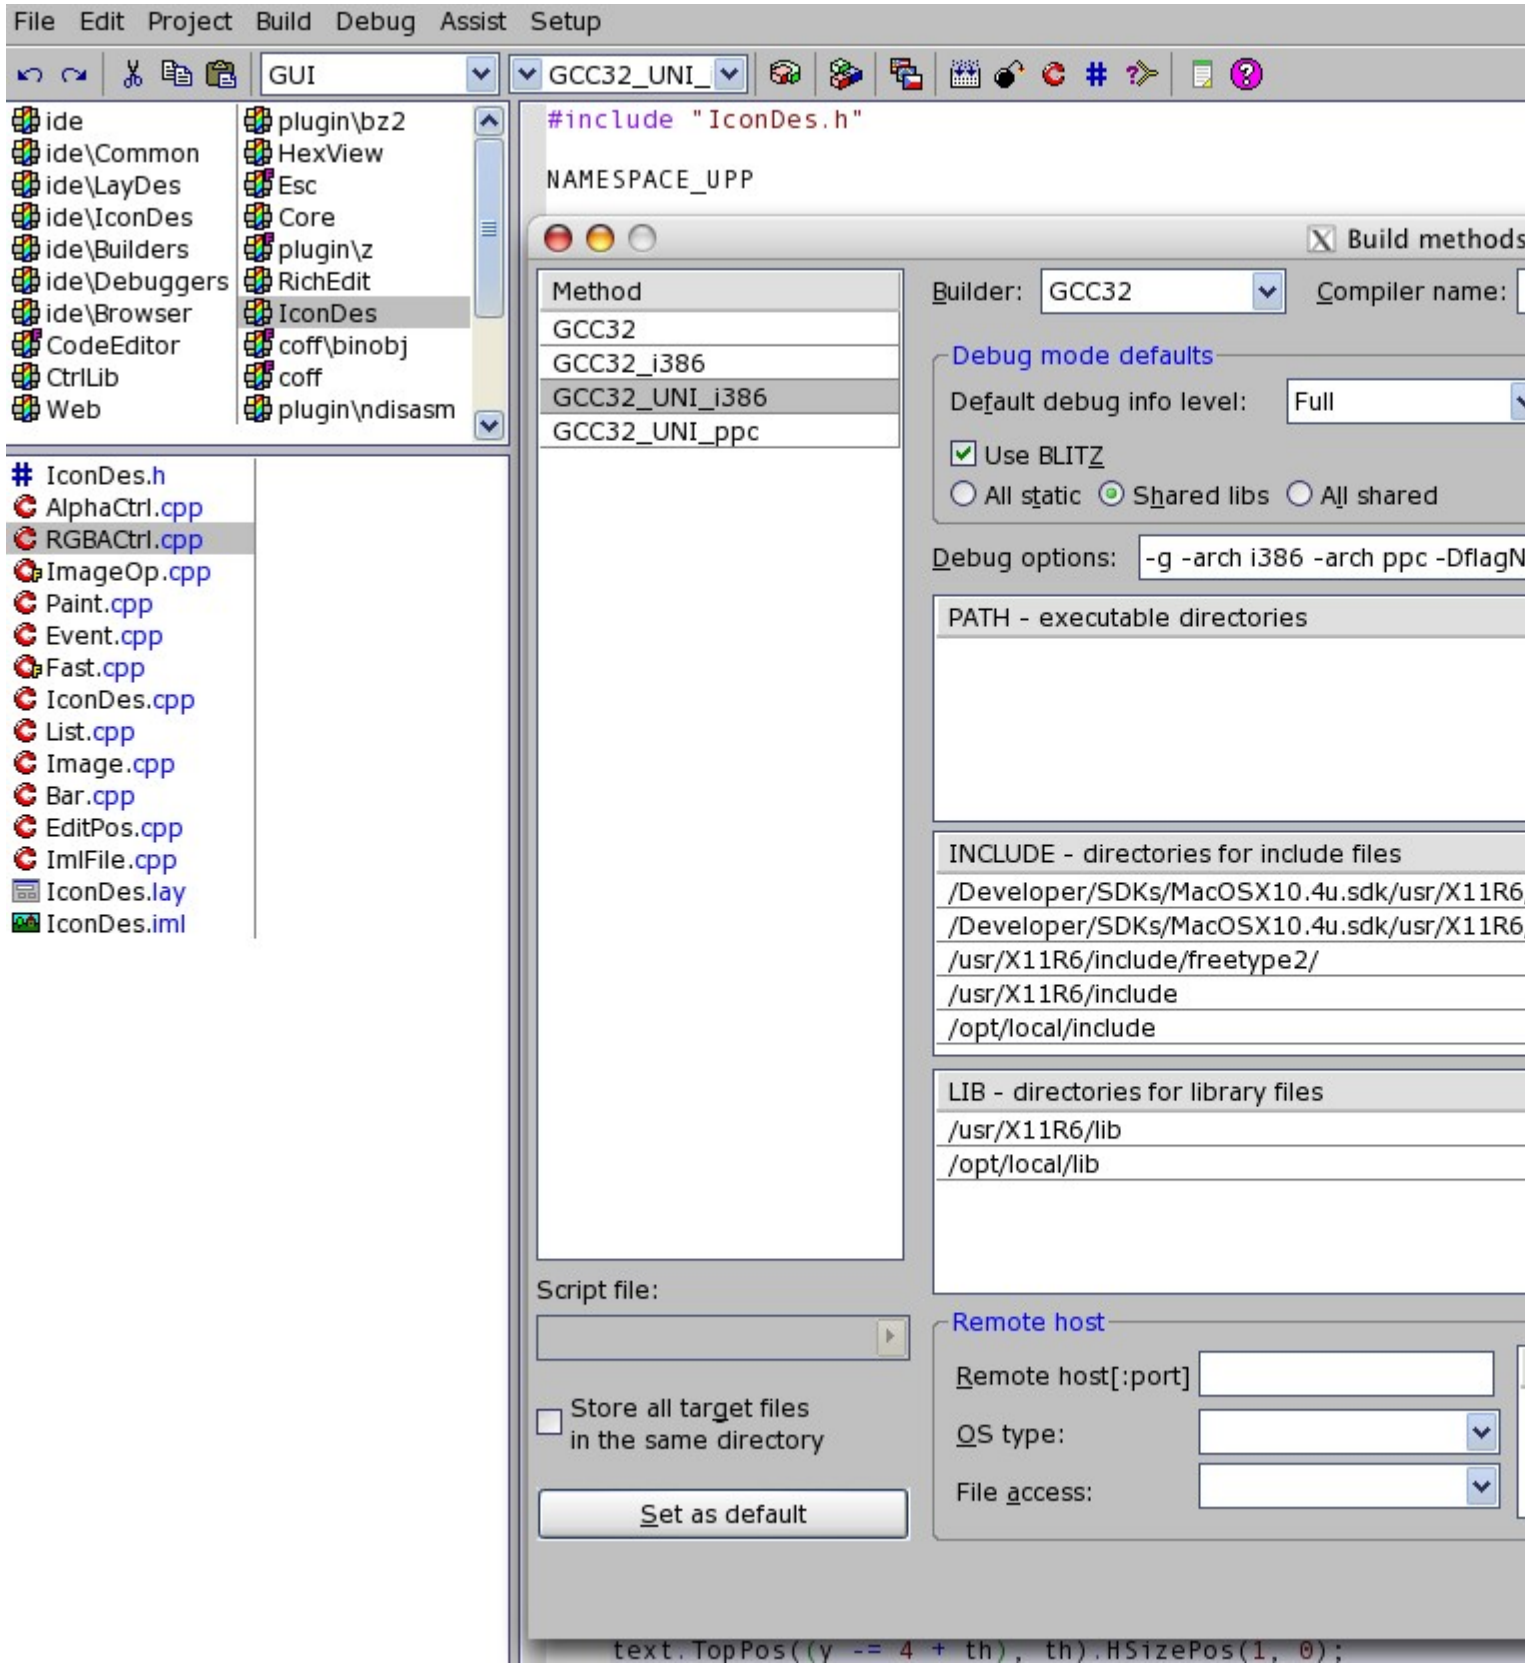 File Edit Project Build Debug Assist Setup
GUI GCC32_UNI_
ide
ide\Common
ide\LayDes
ide\IconDes
ide\Builders
ide\Debuggers
ide\Browser
CodeEditor
CtrlLib
Web
plugin\bz2
HexView
Esc
Core
plugin\z
RichEdit
IconDes
coff\binobj
coff
plugin\ndisasm
IconDes.h
AlphaCtrl.cpp
RGBACtrl.cpp
ImageOp.cpp
Paint.cpp
Event.cpp
Fast.cpp
IconDes.cpp
List.cpp
Image.cpp
Bar.cpp
EditPos.cpp
ImlFile.cpp
IconDes.lay
IconDes.iml
#include "IconDes.h"
NAMESPACE_UPP
Build methods
Method
GCC32
GCC32_i386
GCC32_UNI_i386
GCC32_UNI_ppc
Script file:
Store all target files
in the same directory
Set as default
Builder: GCC32 Compiler name:
Debug mode defaults
Default debug info level: Full
Use BLITZ
All static Shared libs All shared
Debug options: -g -arch i386 -arch ppc -DflagN
PATH - executable directories
INCLUDE - directories for include files
/Developer/SDKs/MacOSX10.4u.sdk/usr/X11R6/
/Developer/SDKs/MacOSX10.4u.sdk/usr/X11R6/
/usr/X11R6/include/freetype2/
/usr/X11R6/include
/opt/local/include
LIB - directories for library files
/usr/X11R6/lib
/opt/local/lib
Remote host
Remote host[:port]
OS type:
File access:
text.TopPos((y -= 4 + th), th).HSizePos(1, 0);